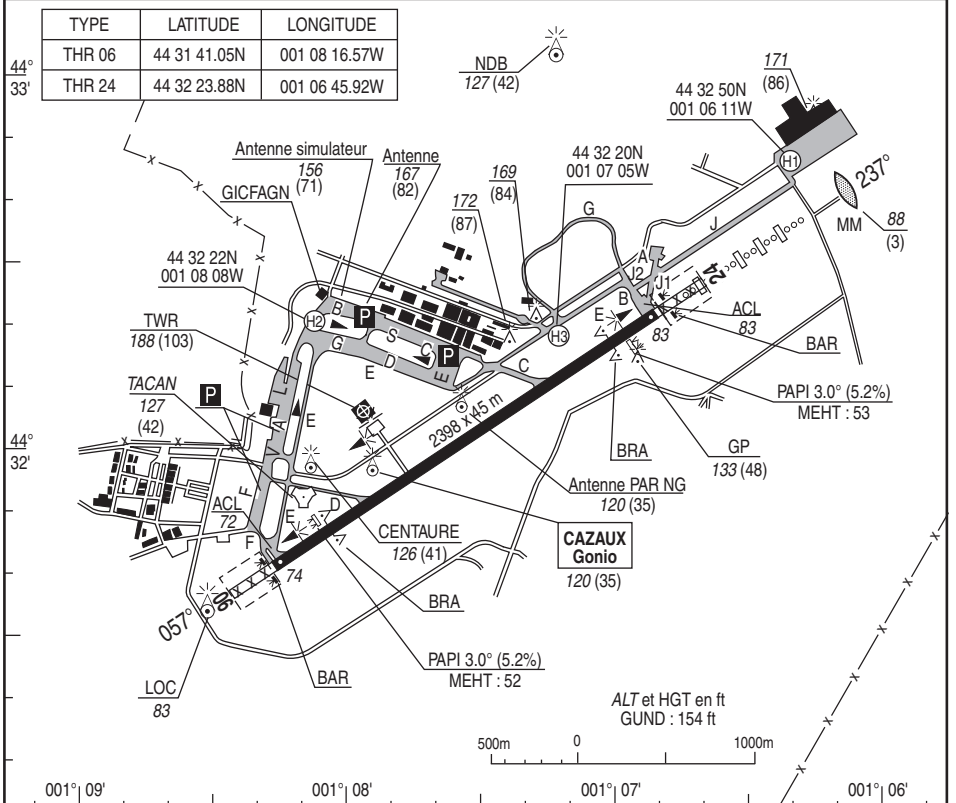 TYPE LATITUDE LONGITUDE
THR 06 44 31 41.05N 001 08 16.57W
THR 24 44 32 23.88N 001 06 45.92W
44°
33'
NDB
127 (42)
171
(86)
44 32 50N
001 06 11W
H1
237°
MM
88
(3)
Antenne simulateur
156
(71)
Antenne
167
(82)
GICFAGN
172
(87)
169
(84)
44 32 20N
001 07 05W
G
J
A
J2
J1
24
B
E
83
ACL
83
BAR
44 32 22N
001 08 08W
H2
B
P
S
C
P
G
E
D
E
H3
C
TWR
188 (103)
TACAN
127
(42)
P
L
A
E
V
F
2398 x 45 m
PAPI 3.0° (5.2%)
MEHT : 53
BRA
GP
133 (48)
44°
32'
Antenne PAR NG
120 (35)
ACL
72
F
E
D
CENTAURE
126 (41)
CAZAUX
Gonio
120 (35)
74
06
057°
BRA
PAPI 3.0° (5.2%)
MEHT : 52
LOC
83
BAR
ALT et HGT en ft
GUND : 154 ft
500m 0 1000m
001° 09' 001° 08' 001° 07' 001° 06'